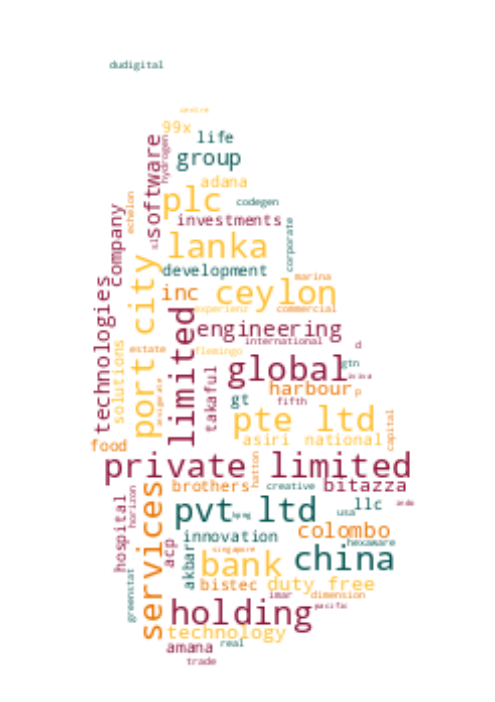 dudigital
centre
99x
life
software
hydrogen
group
adana
plc
codegen
echelon
company
investments
corporate
lanka
development
port city
marina
inc
ceylon
experienz
commercial
technologies
limited
engineering
international
d
solutions
estate
flemingo
global
gtn
takaful
harbour
p
gt
fifth
pte ltd
capital
asiri
national
food
private limited
brothers
hatton
creative
bitazza
hospital
horizon
services
pvt ltd
kpmg
usa
llc
colombo
innovation
hexaware
acp
akbar
singapore
bank
china
greenstat
bistec
duty free
imar
dimension
holding
pacific
technology
amana
real
trade